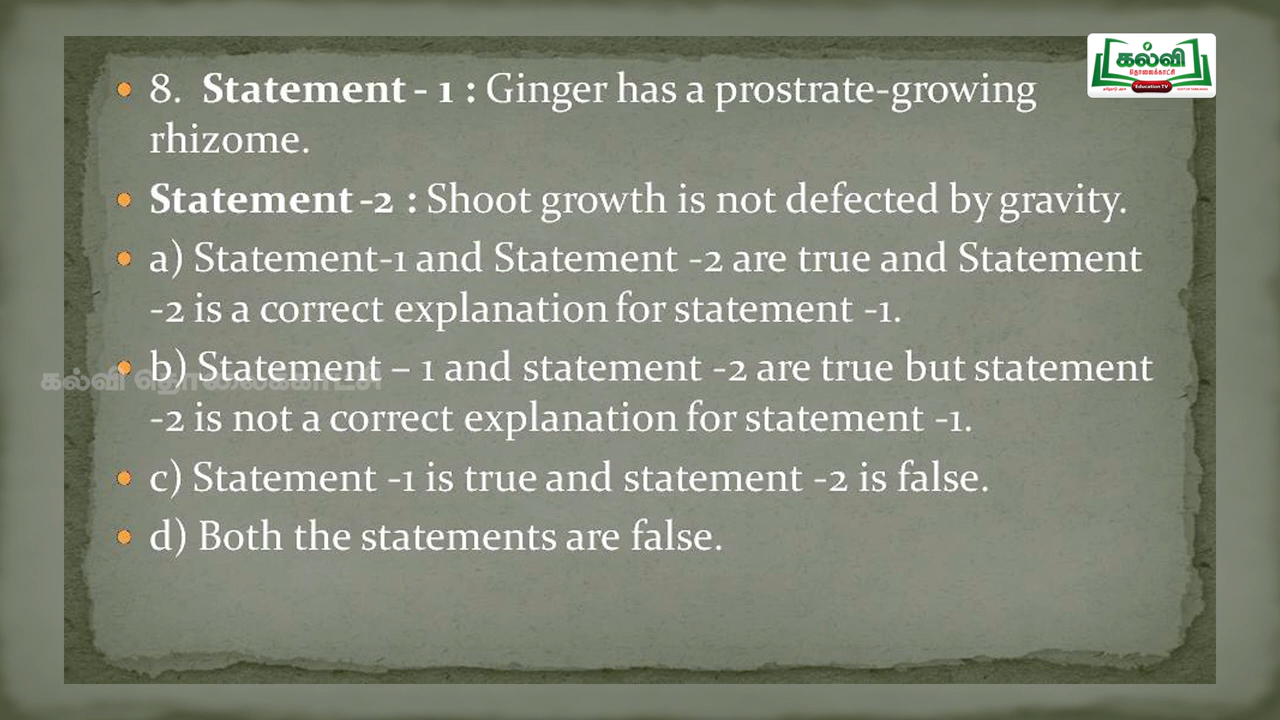 கல்வி
தொலைக்காட்சி
Education TV
8. Statement - 1 : Ginger has a prostrate-growing
rhizome.
Statement -2 : Shoot growth is not defected by gravity.
a) Statement-1 and Statement -2 are true and Statement
-2 is a correct explanation for statement -1.
b) Statement – 1 and statement -2 are true but statement
-2 is not a correct explanation for statement -1.
c) Statement -1 is true and statement -2 is false.
d) Both the statements are false.
கல்வி தொலைக்காட்சி